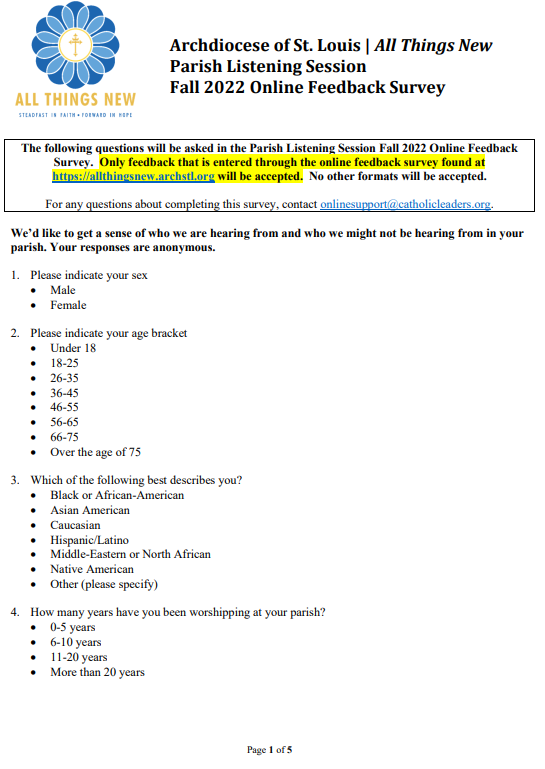 ALL THINGS NEW
STEADFAST IN FAITH • FORWARD IN HOPE
Archdiocese of St. Louis | All Things New
Parish Listening Session
Fall 2022 Online Feedback Survey
The following questions will be asked in the Parish Listening Session Fall 2022 Online Feedback
Survey. Only feedback that is entered through the online feedback survey found at
https://allthingsnew.archstl.org will be accepted. No other formats will be accepted.
For any questions about completing this survey, contact onlinesupport@catholicleaders.org.
We'd like to get a sense of who we are hearing from and who we might not be hearing from in your
parish. Your responses are anonymous.
1. Please indicate your sex
• Male
• Female
2. Please indicate your age bracket
• Under 18
• 18-25
• 26-35
• 36-45
• 46-55
• 56-65
• 66-75
• Over the age of 75
3. Which of the following best describes you?
• Black or African-American
• Asian American
• Caucasian
• Hispanic/Latino
• Middle-Eastern or North African
• Native American
• Other (please specify)
4. How many years have you been worshipping at your parish?
• 0-5 years
• 6-10 years
• 11-20 years
• More than 20 years
Page 1 of 5